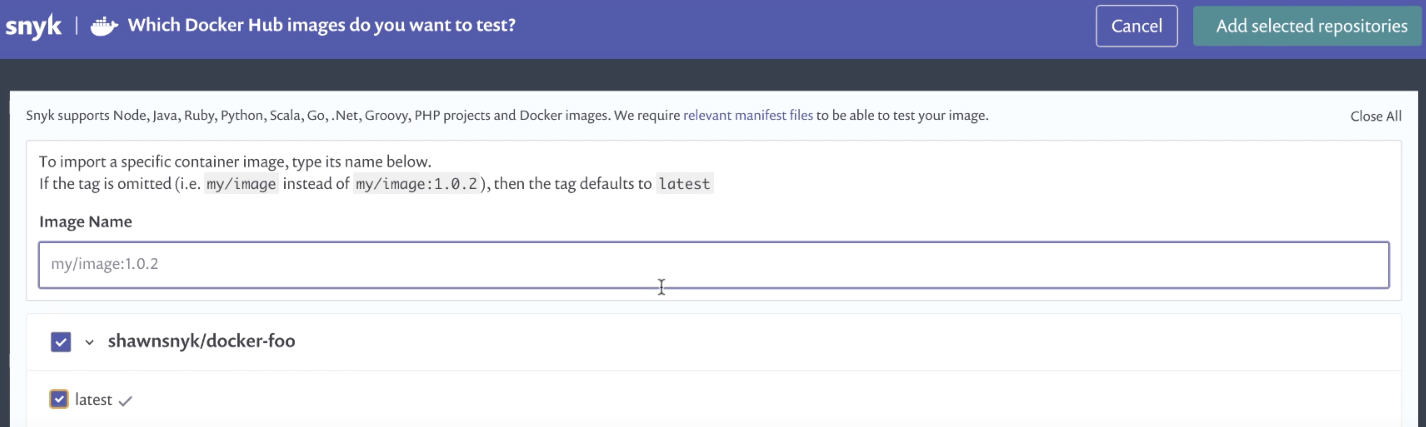 snyk | Which Docker Hub images do you want to test? Cancel Add selected repositories
Snyk supports Node, Java, Ruby, Python, Scala, Go, .Net, Groovy, PHP projects and Docker images. We require relevant manifest files to be able to test your image. Close All
To import a specific container image, type its name below.
If the tag is omitted (i.e. my/image instead of my/image:1.0.2), then the tag defaults to latest
Image Name
my/image:1.0.2
shawnsnyk/docker-foo
latest